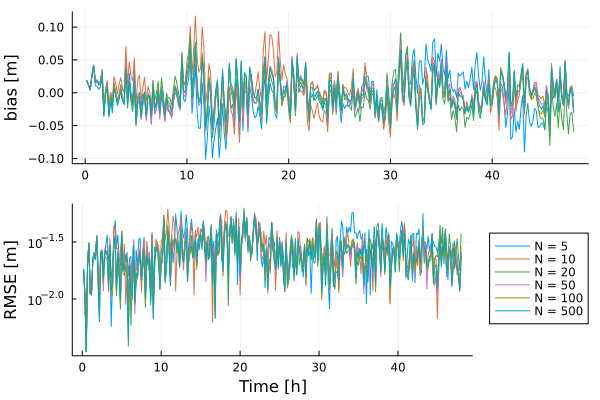 bias [m]
0.10
0.05
0.00
−0.05
−0.10
0 10 20 30 40
RMSE [m]
10^−1.5
10^−2.0
0 10 20 30 40
Time [h]
N = 5
N = 10
N = 20
N = 50
N = 100
N = 500